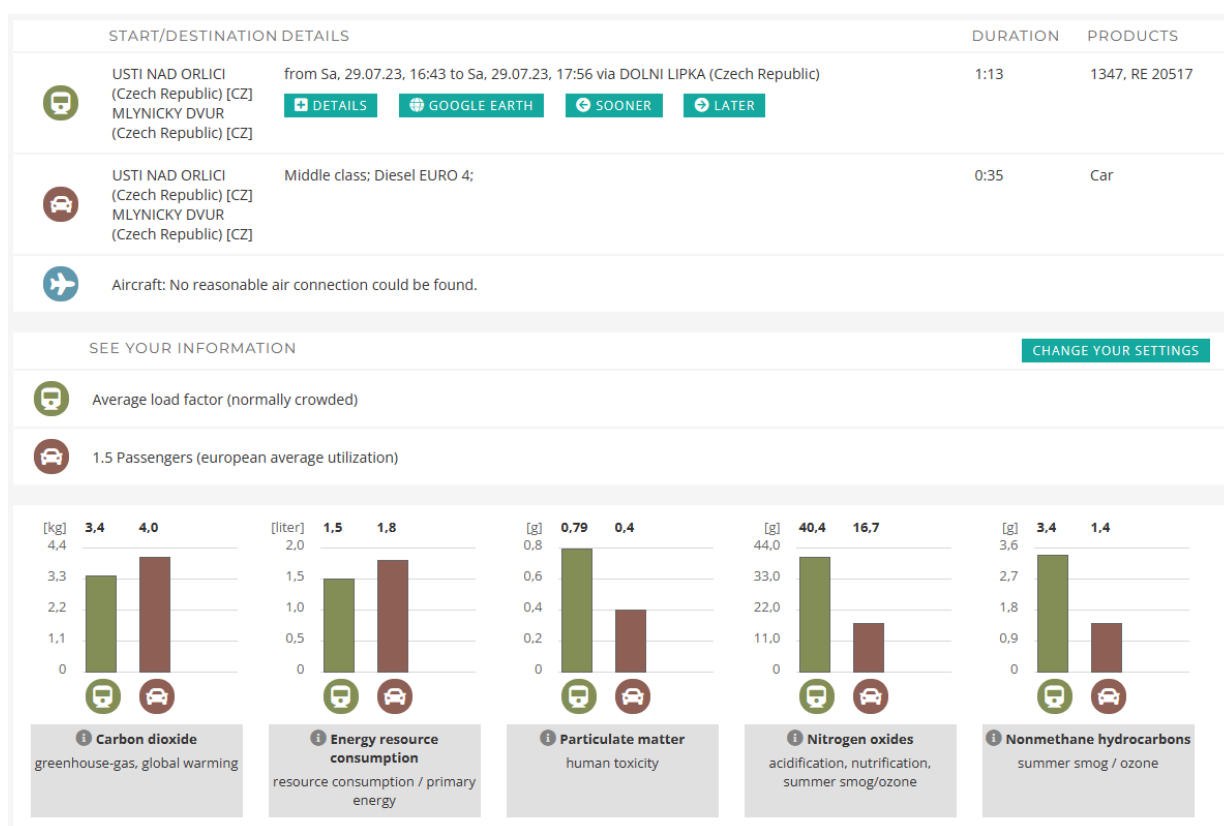 START/DESTINATION DETAILS DURATION PRODUCTS
USTI NAD ORLICI from Sa, 29.07.23, 16:43 to Sa, 29.07.23, 17:56 via DOLNI LIPKA (Czech Republic) 1:13 1347, RE 20517
(Czech Republic) [CZ]
MLYNICKY DVUR
(Czech Republic) [CZ]
DETAILS GOOGLE EARTH SOONER LATER
USTI NAD ORLICI Middle class; Diesel EURO 4; 0:35 Car
(Czech Republic) [CZ]
MLYNICKY DVUR
(Czech Republic) [CZ]
Aircraft: No reasonable air connection could be found.
SEE YOUR INFORMATION CHANGE YOUR SETTINGS
Average load factor (normally crowded)
1.5 Passengers (european average utilization)
[kg] 3,4 4,0
4,4
3,3
2,2
1,1
0
Carbon dioxide
greenhouse-gas, global warming
[liter] 1,5 1,8
2,0
1,5
1,0
0,5
0
Energy resource
consumption
resource consumption / primary
energy
[g] 0,79 0,4
0,8
0,6
0,4
0,2
0
Particulate matter
human toxicity
[g] 40,4 16,7
44,0
33,0
22,0
11,0
0
Nitrogen oxides
acidification, nutrification,
summer smog/ozone
[g] 3,4 1,4
3,6
2,7
1,8
0,9
0
Nonmethane hydrocarbons
summer smog / ozone